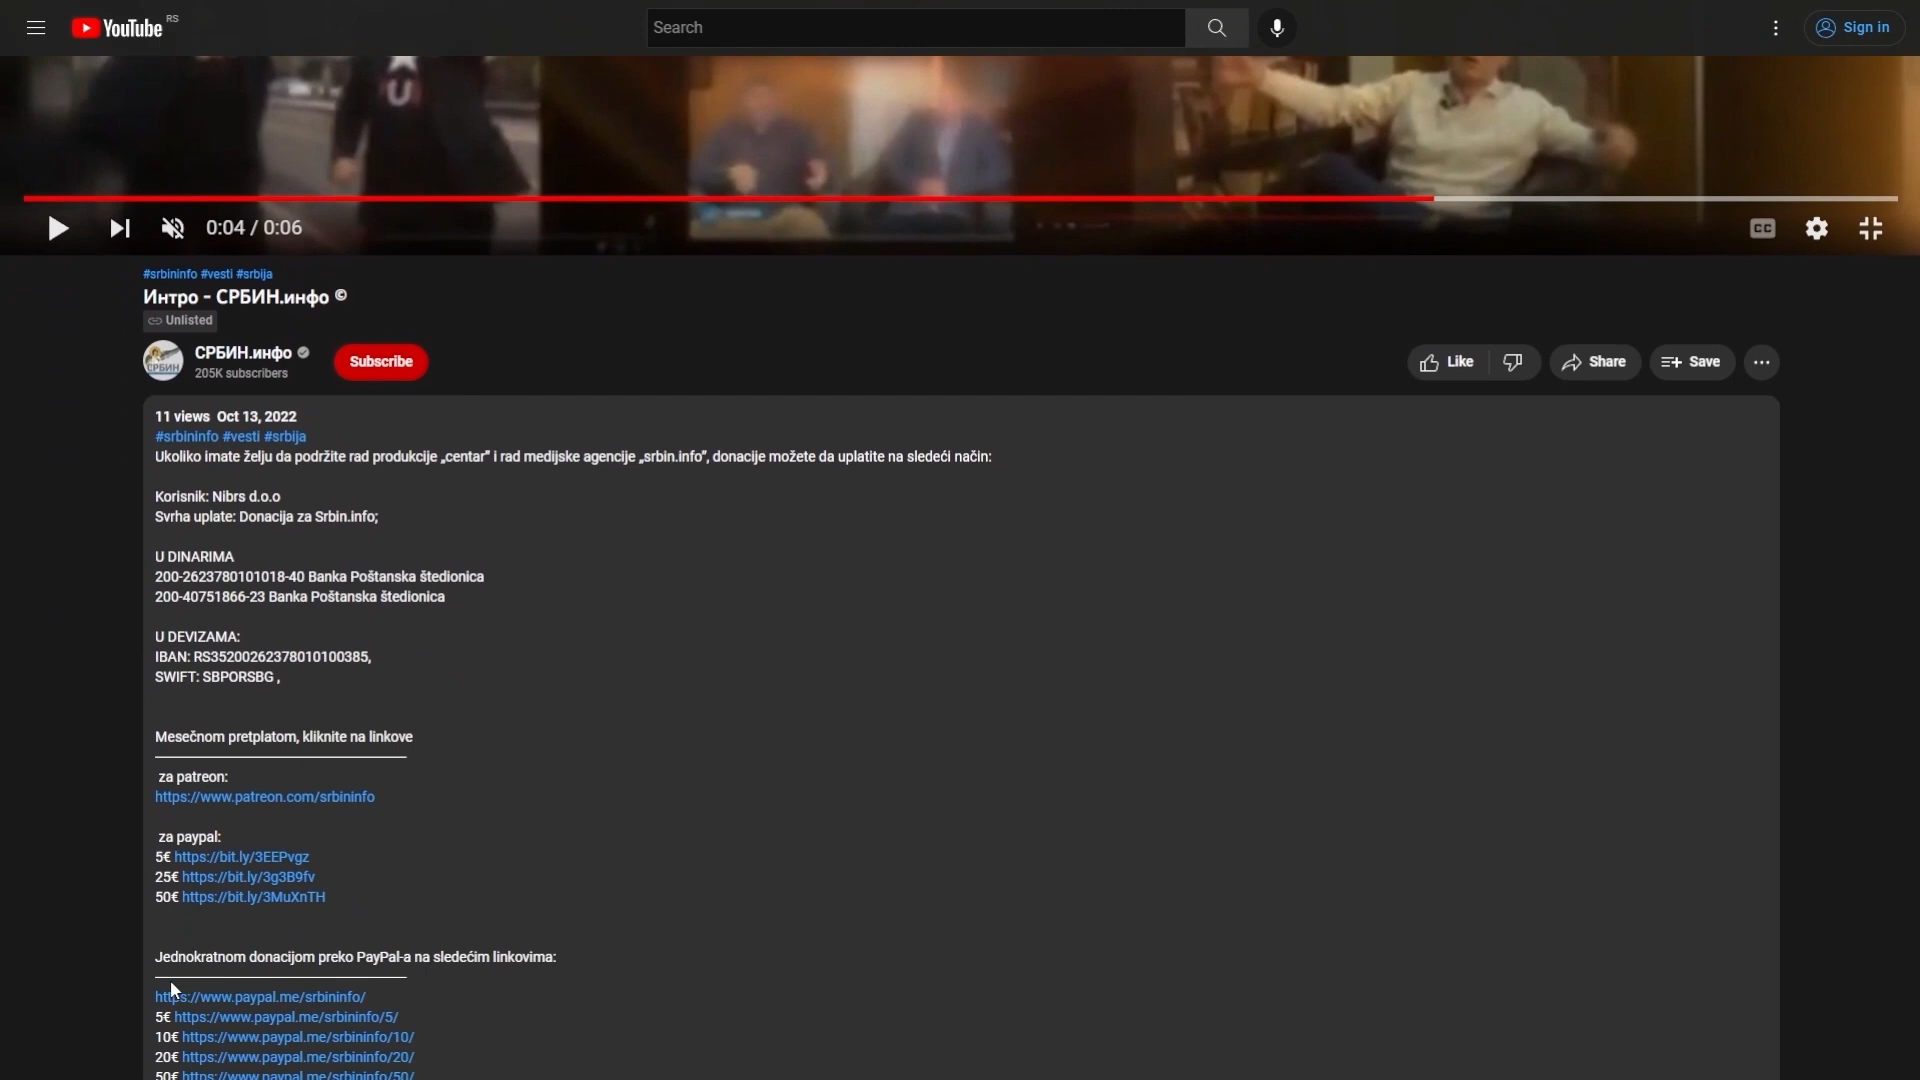 YouTube RS
Search
Sign in
U
0:04 / 0:06
CC
#srbininfo #vesti #srbija
Интро - СРБИН.инфо ©
Unlisted
СРБИН
СРБИН.инфо
205K subscribers
Subscribe
Like
Share
Save
11 views Oct 13, 2022
#srbininfo #vesti #srbija
Ukoliko imate želju da podržite rad produkcije „centar” i rad medijske agencije „srbin.info”, donacije možete da uplatite na sledeći način:
Korisnik: Nibrs d.o.o
Svrha uplate: Donacija za Srbin.info;
U DINARIMA
200-2623780101018-40 Banka Poštanska štedionica
200-40751866-23 Banka Poštanska štedionica
U DEVIZAMA:
IBAN: RS35200262378010100385,
SWIFT: SBPORSBG ,
Mesečnom pretplatom, kliknite na linkove
za patreon:
https://www.patreon.com/srbininfo
za paypal:
5€ https://bit.ly/3EEPvgz
25€ https://bit.ly/3g3B9fv
50€ https://bit.ly/3MuXnTH
Jednokratnom donacijom preko PayPal-a na sledećim linkovima:
https://www.paypal.me/srbininfo/
5€ https://www.paypal.me/srbininfo/5/
10€ https://www.paypal.me/srbininfo/10/
20€ https://www.paypal.me/srbininfo/20/
50€ https://www.paypal.me/srbininfo/50/